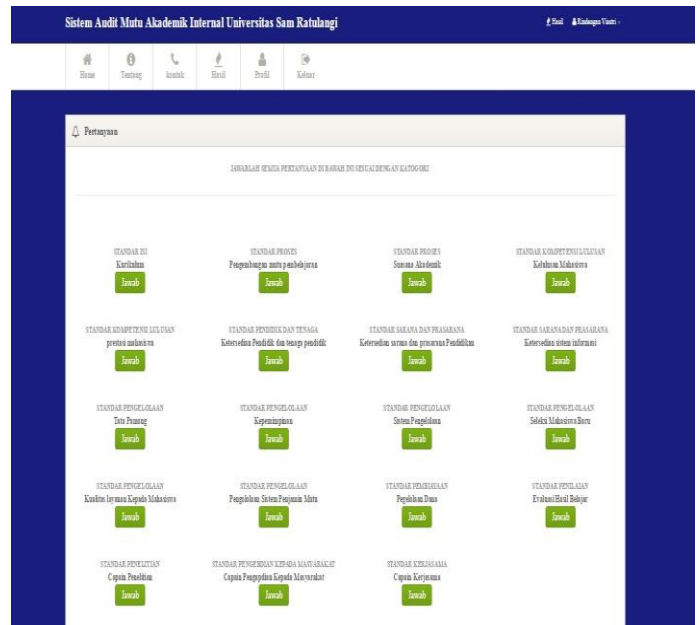 Sistem Audit Mutu Akademik Internal Universitas Sam Ratulangi
Hasil
Home
Tentang
kontak
Hasil
Profil
Keluar
Pertanyaan
JAWABLAH SEMUA PERTANYAAN DI BAWAH INI SESUAI DENGAN KATOGORI
STANDAR ISI
Kurikulum
Jawab
STANDAR PROSES
Pengembangan mutu pembelajaran
Jawab
STANDAR PROSES
Suasana Akademik
Jawab
STANDAR KOMPETENSI LULUSAN
Kelulusan Mahasiswa
Jawab
STANDAR KOMPETENSI LULUSAN
prestasi mahasiswa
Jawab
STANDAR PENDIDIK DAN TENAGA
Ketersedian Pendidik dan tenaga pendidik
Jawab
STANDAR SARANA DAN PRASARANA
Ketersedian sarana dan prasarana Pendidikan
Jawab
STANDAR SARANA DAN PRASARANA
Ketersedian sistem informasi
Jawab
STANDAR PENGELOLAAN
Tata Pamong
Jawab
STANDAR PENGELOLAAN
Kepemimpinan
Jawab
STANDAR PENGELOLAAN
Sistem Pengelolaan
Jawab
STANDAR PENGELOLAAN
Seleksi Mahasiswa Baru
Jawab
STANDAR PENGELOLAAN
Kualitas layanan Kepada Mahasiswa
Jawab
STANDAR PENGELOLAAN
Pengelolaan Sistem Penjamin Mutu
Jawab
STANDAR PEMBIAYAAN
Dana
Jawab
STANDAR PENILAIAN
Evaluasi Hasil Belajar
Jawab
STANDAR PENELITIAN
Capain Penelitian
Jawab
STANDAR PENGEBDIAN KEPADA MASYARAKAT
Capain Kepada Masyarakat
Jawab
STANDAR KERJASAMA
Capain Kerjasama
Jawab